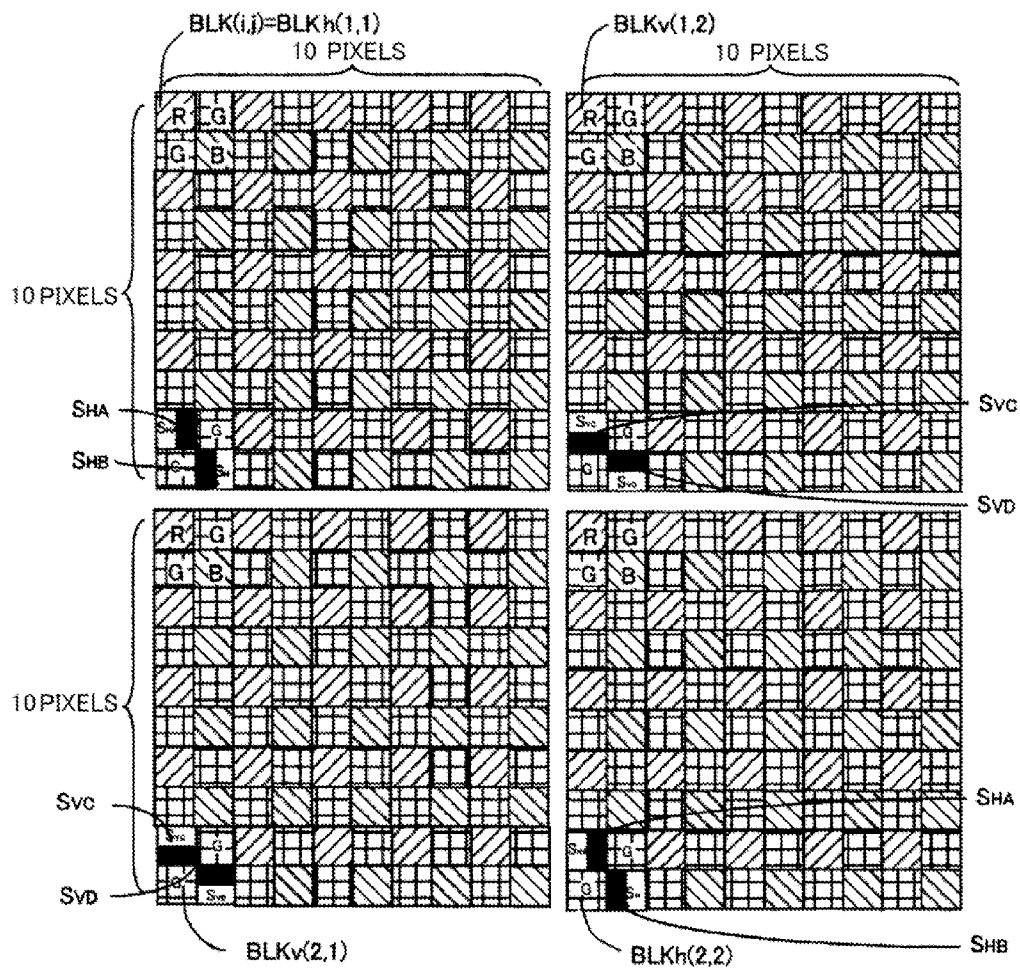 BLK(i,j)=BLKh(1,1)
BLKv(1,2)
10 PIXELS
10 PIXELS
R G
G B
R G
G B
10 PIXELS
SHA
G
SHB
G
SVC
G
G
SVD
R G
G B
R G
G B
10 PIXELS
SVC
G
SVD
G
SHA
G
G
SHB
BLKv(2,1)
BLKh(2,2)